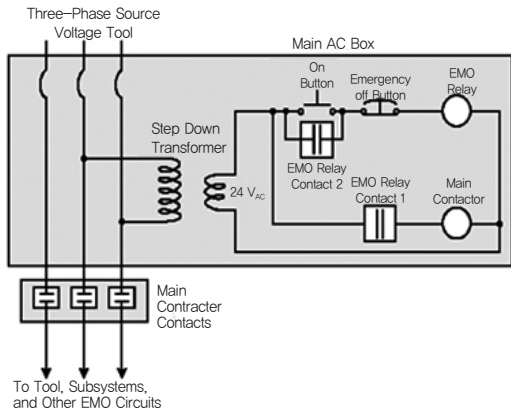 Three-Phase Source
Voltage Tool
Main AC Box
On
Button
Emergency
off Button
EMO
Relay
Step Down
Transformer
24 VAC
EMO Relay
Contact 2
EMO Relay
Contact 1
Main
Contactor
Main
Contracter
Contacts
To Tool, Subsystems,
and Other EMO Circuits